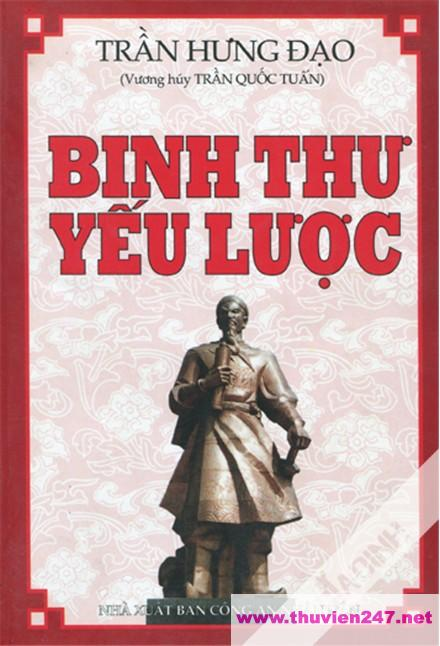 TRẦN HƯNG ĐẠO
(Vương húy TRẦN QUỐC TUẤN)
BINH THƯ
YẾU LƯỢC
NHÀ XUẤT BẢN CÔNG AN
www.thuvien247.net